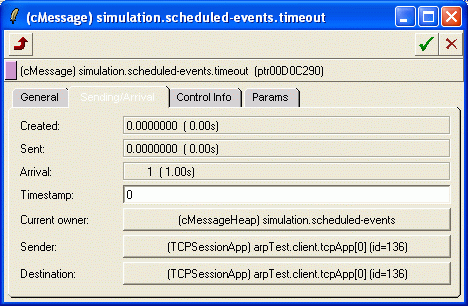 (cMessage) simulation.scheduled-events.timeout
(cMessage) simulation.scheduled-events.timeout (ptr00D0C290)
General Sending/Arrival Control Info Params
Created: 0.0000000 ( 0.00s)
Sent: 0.0000000 ( 0.00s)
Arrival: 1 ( 1.00s)
Timestamp: 0
Current owner: (cMessageHeap) simulation.scheduled-events
Sender: (TCPSessionApp) arpTest.client.tcpApp[0] (id=136)
Destination: (TCPSessionApp) arpTest.client.tcpApp[0] (id=136)